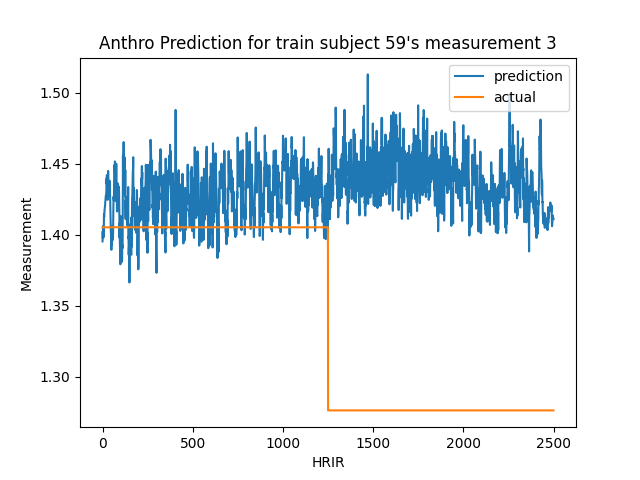 Anthro Prediction for train subject 59's measurement 3
prediction
actual
1.50
1.45
1.40
1.35
1.30
Measurement
0
500
1000
1500
2000
2500
HRIR